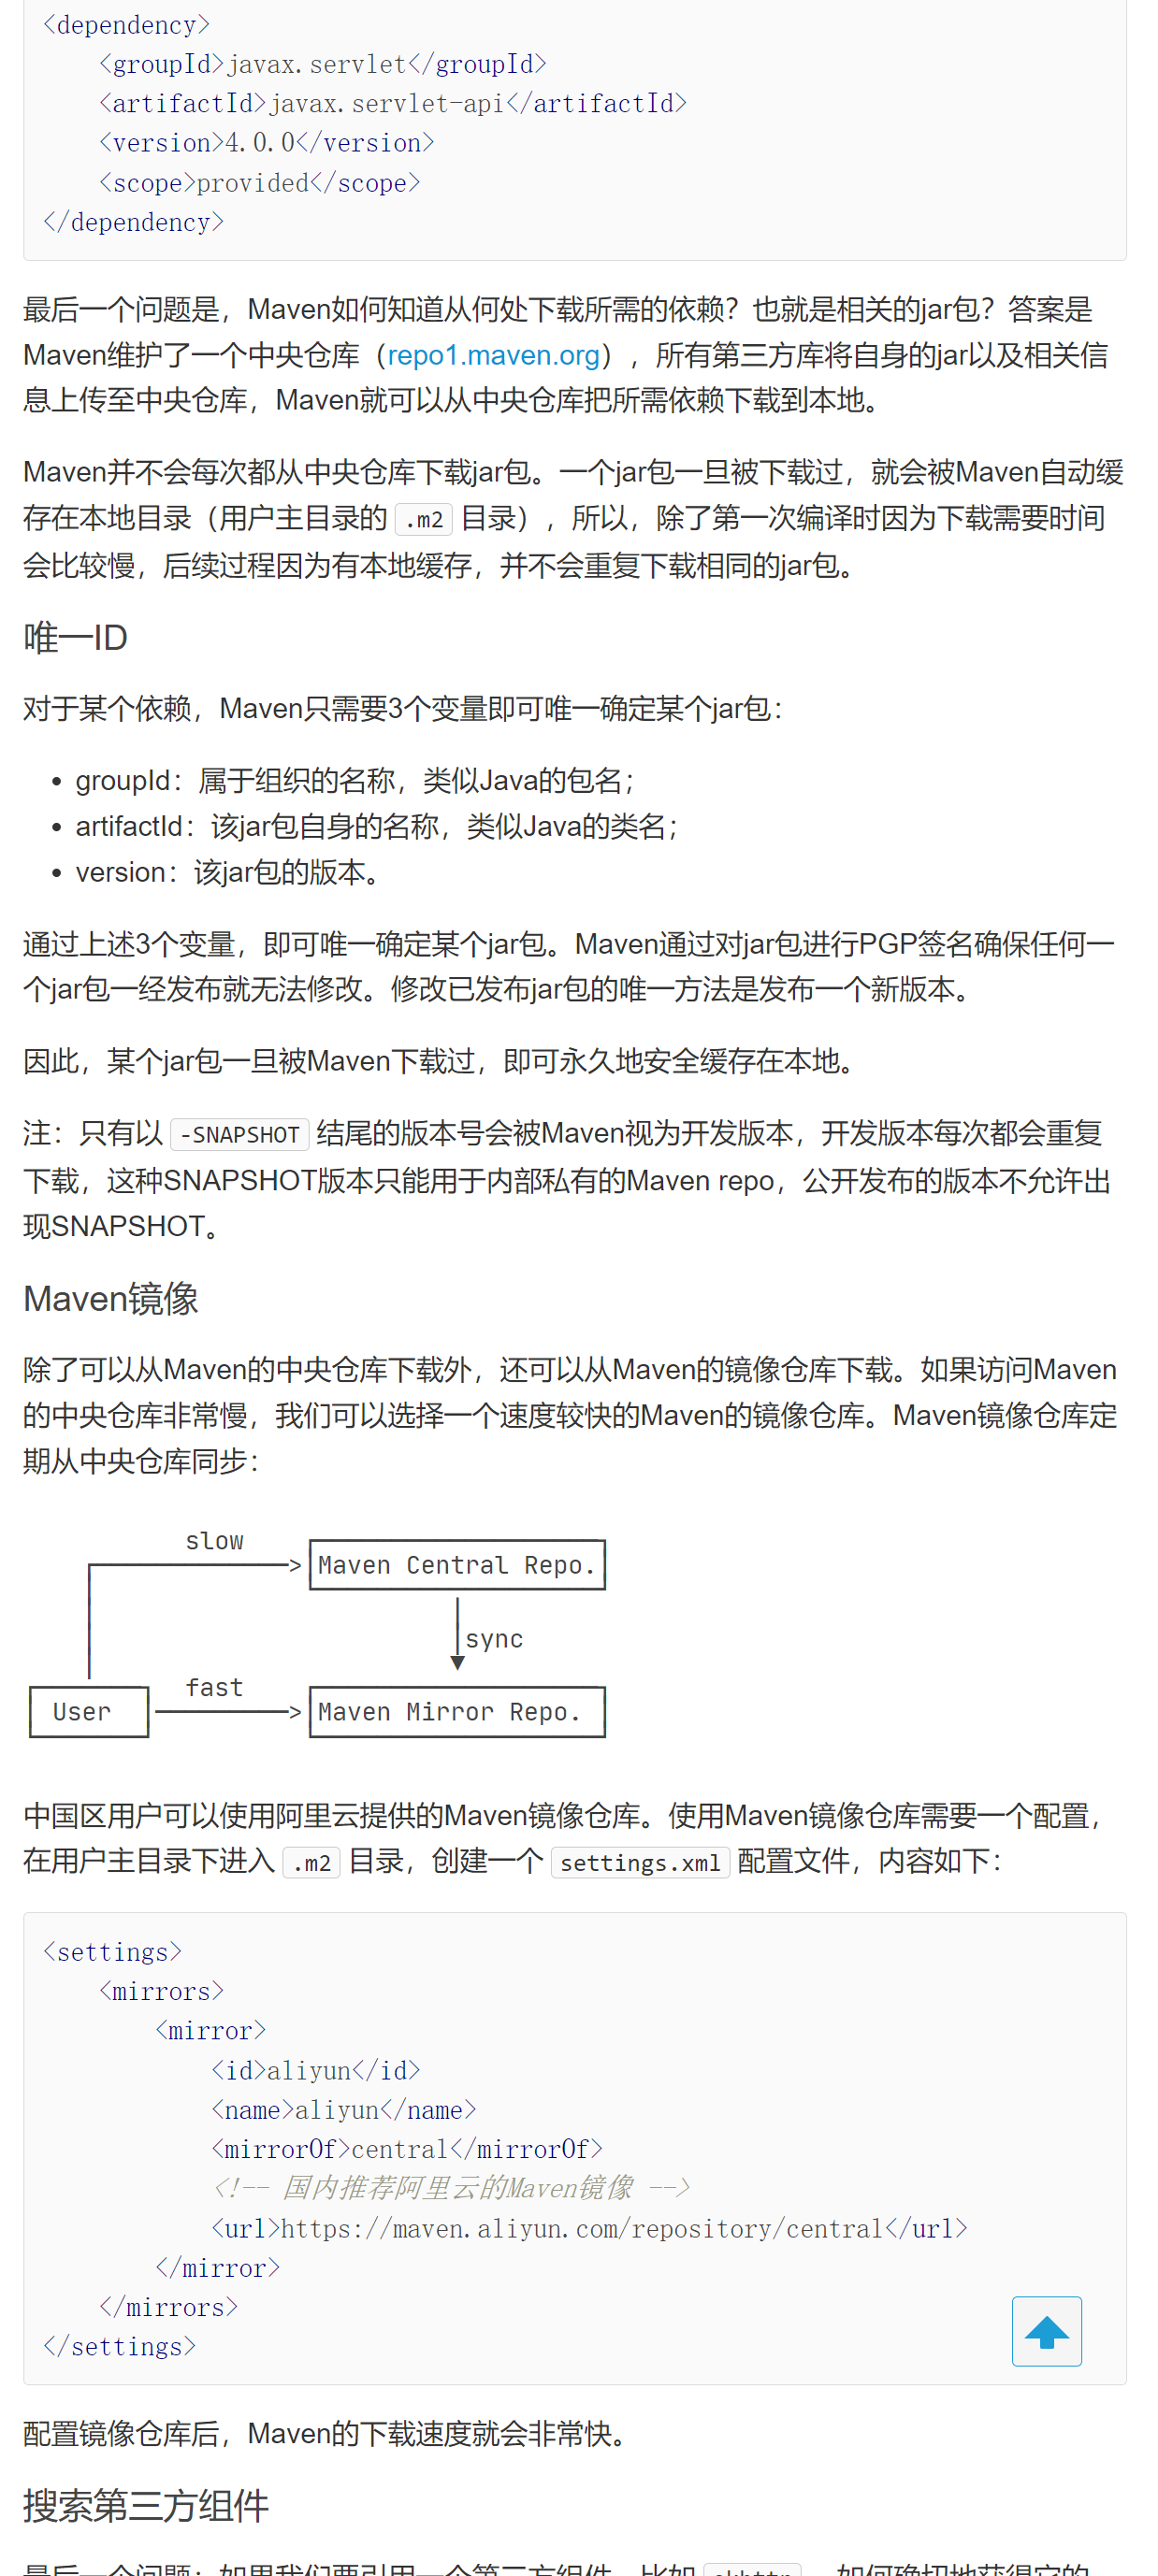 <dependency>
    <groupId>javax.servlet</groupId>
    <artifactId>javax.servlet-api</artifactId>
    <version>4.0.0</version>
    <scope>provided</scope>
</dependency>
最后一个问题是，Maven如何知道从何处下载所需的依赖？也就是相关的jar包？答案是
Maven维护了一个中央仓库（repo1.maven.org），所有第三方库将自身的jar以及相关信
息上传至中央仓库，Maven就可以从中央仓库把所需依赖下载到本地。
Maven并不会每次都从中央仓库下载jar包。一个jar包一旦被下载过，就会被Maven自动缓
存在本地目录（用户主目录的 .m2 目录），所以，除了第一次编译时因为下载需要时间
会比较慢，后续过程因为有本地缓存，并不会重复下载相同的jar包。
唯一ID
对于某个依赖，Maven只需要3个变量即可唯一确定某个jar包：
• groupId：属于组织的名称，类似Java的包名；
• artifactId：该jar包自身的名称，类似Java的类名；
• version：该jar包的版本。
通过上述3个变量，即可唯一确定某个jar包。Maven通过对jar包进行PGP签名确保任何一
个jar包一经发布就无法修改。修改已发布jar包的唯一方法是发布一个新版本。
因此，某个jar包一旦被Maven下载过，即可永久地安全缓存在本地。
注：只有以 -SNAPSHOT 结尾的版本号会被Maven视为开发版本，开发版本每次都会重复
下载，这种SNAPSHOT版本只能用于内部私有的Maven repo，公开发布的版本不允许出
现SNAPSHOT。
Maven镜像
除了可以从Maven的中央仓库下载外，还可以从Maven的镜像仓库下载。如果访问Maven
的中央仓库非常慢，我们可以选择一个速度较快的Maven的镜像仓库。Maven镜像仓库定
期从中央仓库同步：
slow
Maven Central Repo.
sync
fast
User
Maven Mirror Repo.
中国区用户可以使用阿里云提供的Maven镜像仓库。使用Maven镜像仓库需要一个配置，
在用户主目录下进入 .m2 目录，创建一个 settings.xml 配置文件，内容如下：
<settings>
    <mirrors>
        <mirror>
            <id>aliyun</id>
            <name>aliyun</name>
            <mirrorOf>central</mirrorOf>
            <!-- 国内推荐阿里云的Maven镜像 -->
            <url>https://maven.aliyun.com/repository/central</url>
        </mirror>
    </mirrors>
</settings>
配置镜像仓库后，Maven的下载速度就会非常快。
搜索第三方组件
最后一个问题：如果我们要引用一个第三方组件，比如 okhttp ，如何确切地获得它的